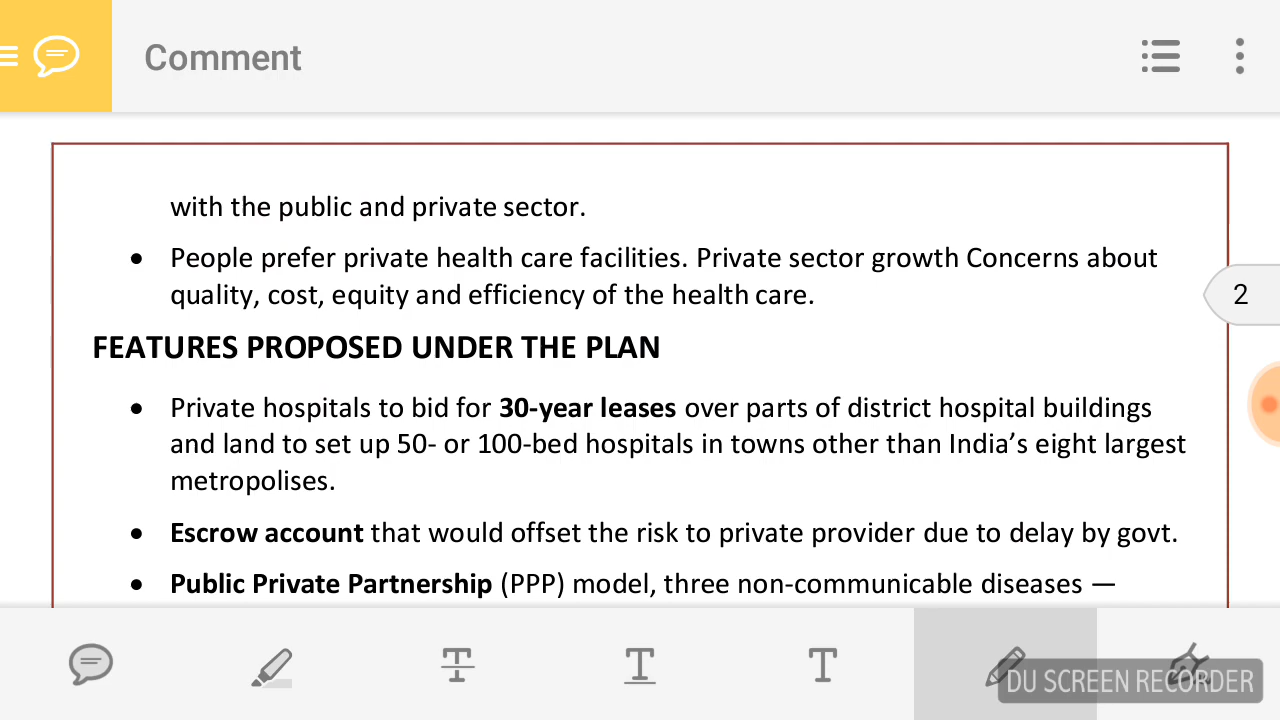 Comment
with the public and private sector.
• People prefer private health care facilities. Private sector growth Concerns about
quality, cost, equity and efficiency of the health care.
2
FEATURES PROPOSED UNDER THE PLAN
• Private hospitals to bid for 30-year leases over parts of district hospital buildings
and land to set up 50- or 100-bed hospitals in towns other than India’s eight largest
metropolises.
• Escrow account that would offset the risk to private provider due to delay by govt.
• Public Private Partnership (PPP) model, three non-communicable diseases —
T T T
DU SCREEN RECORDER